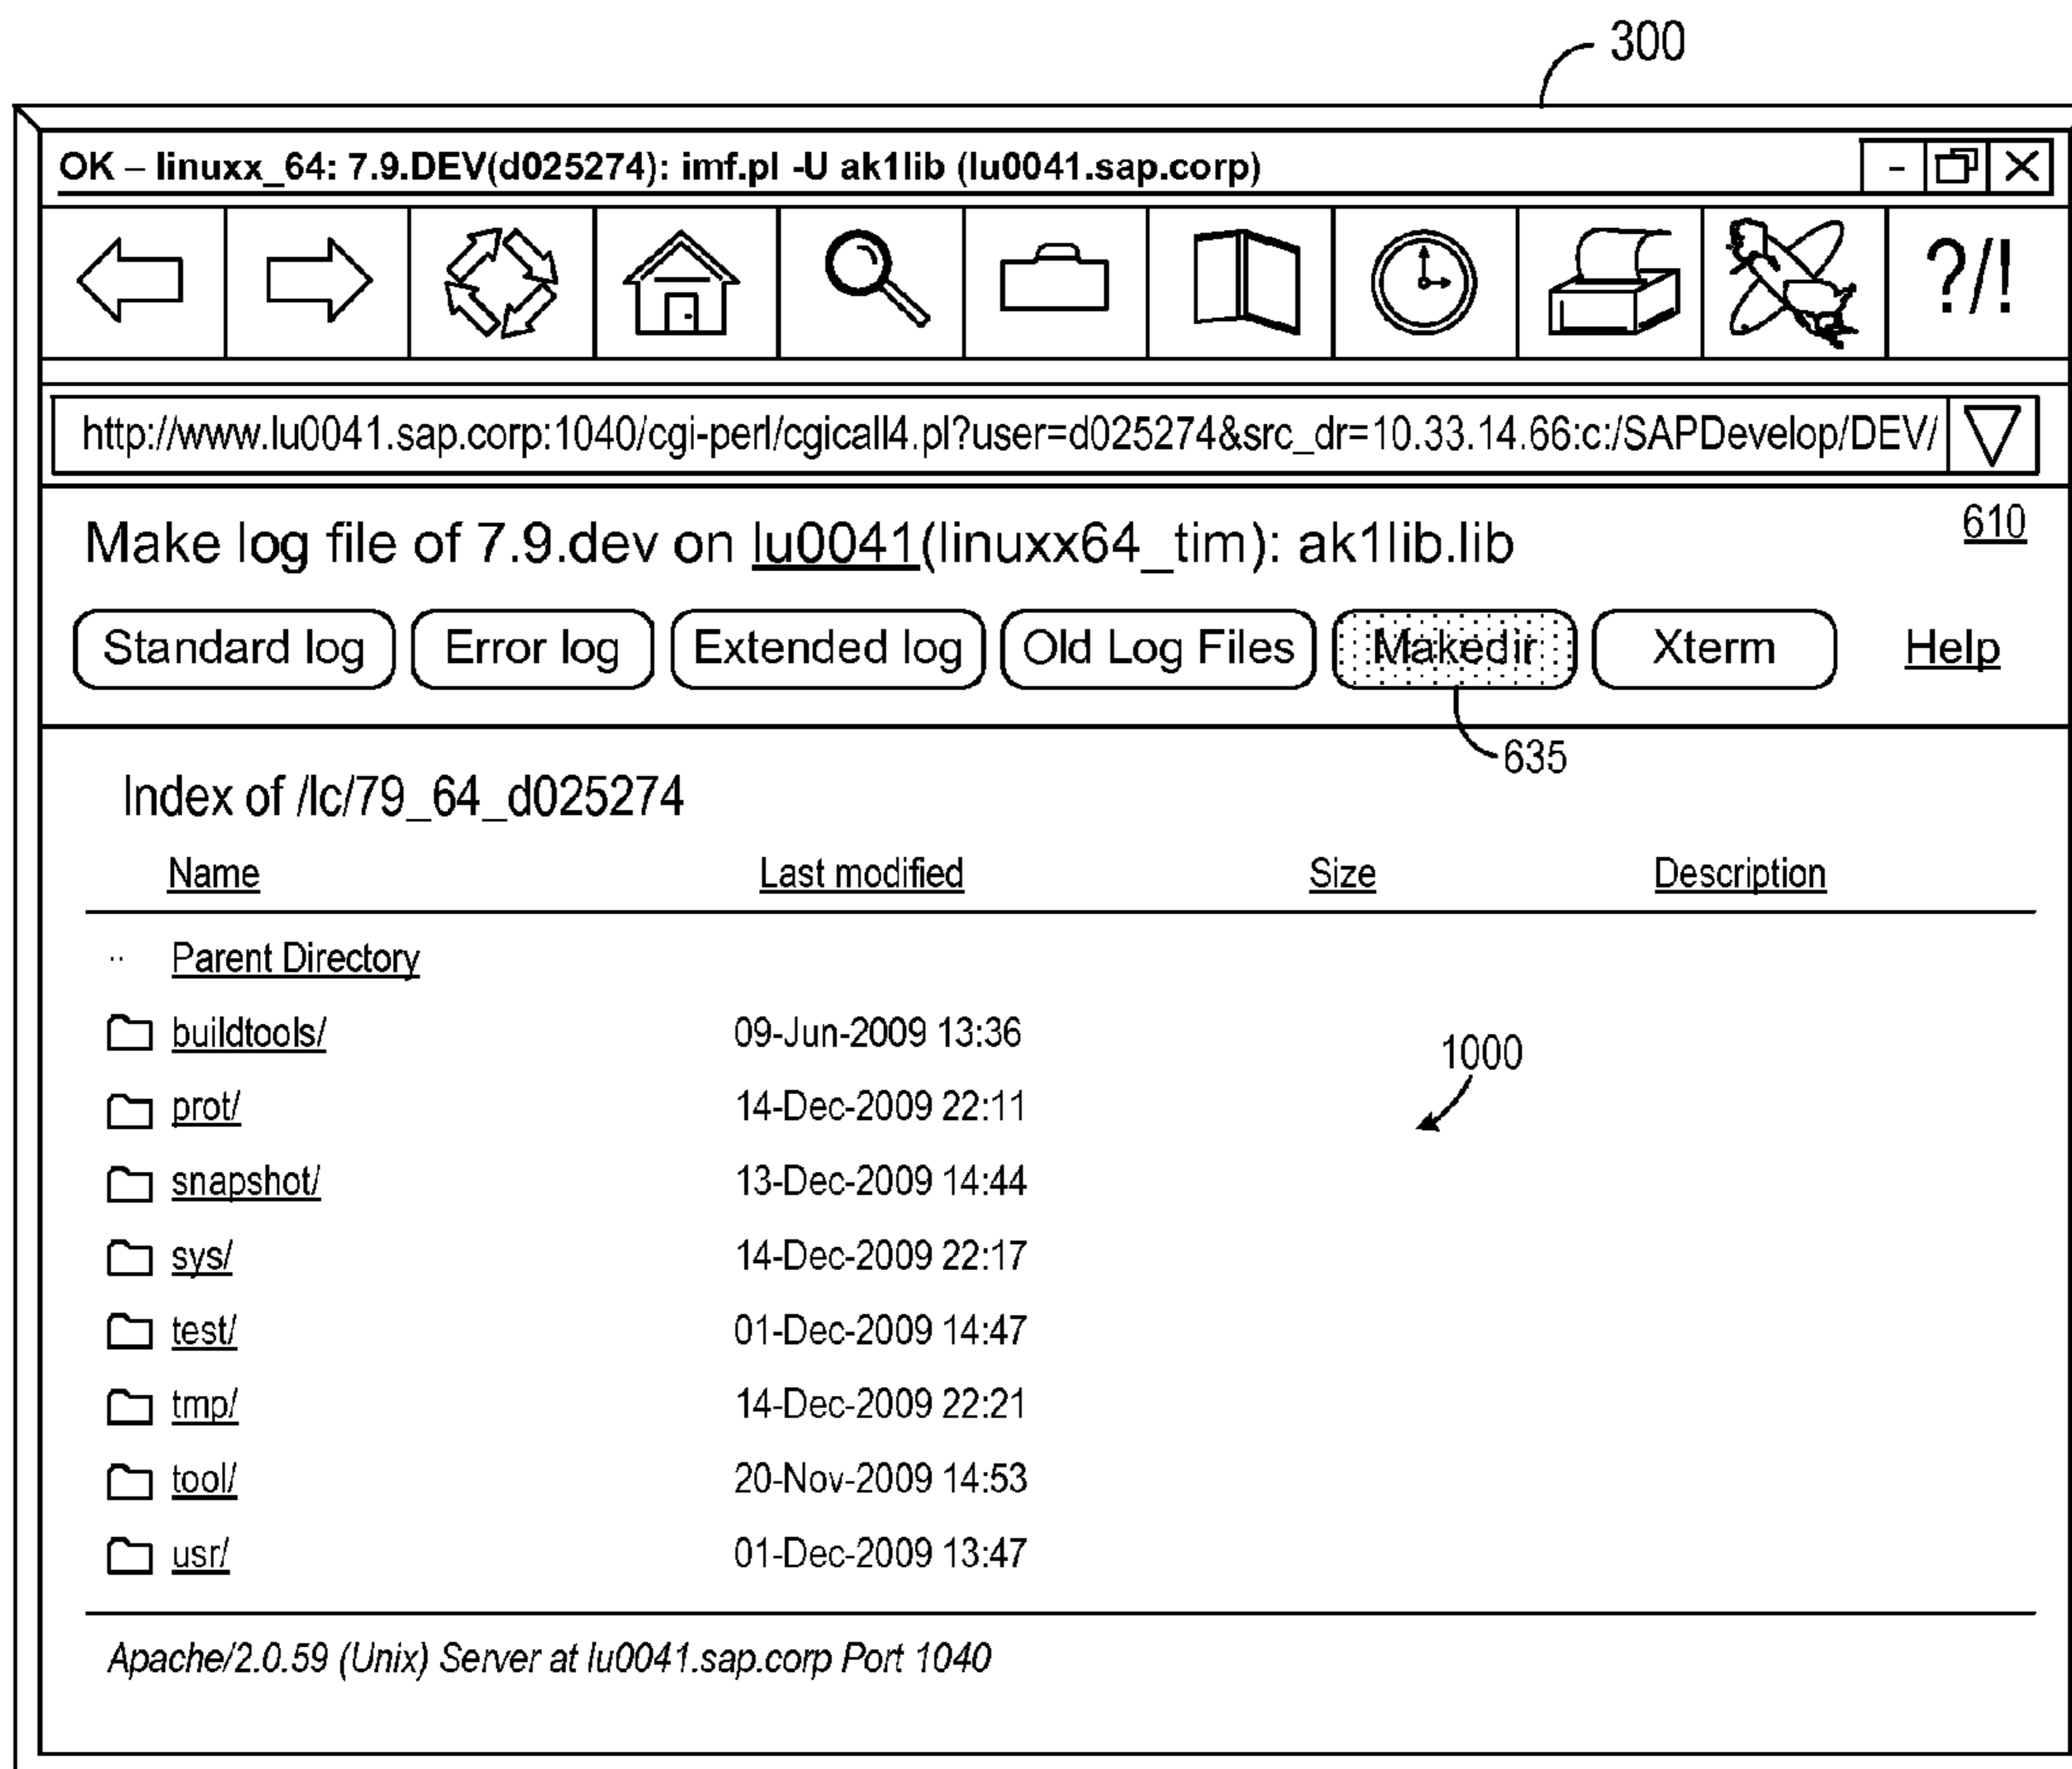 300
OK – linuxx_64: 7.9.DEV(d025274): imf.pl -U ak1lib (lu0041.sap.corp)
?/!
http://www.lu0041.sap.corp:1040/cgi-perl/cgicall4.pl?user=d025274&src_dr=10.33.14.66:c:/SAPDevelop/DEV/
610
Make log file of 7.9.dev on lu0041(linuxx64_tim): ak1lib.lib
Standard log Error log Extended log Old Log Files Makedir Xterm Help
635
Index of /lc/79_64_d025274
Name Last modified Size Description
.. Parent Directory
buildtools/ 09-Jun-2009 13:36
1000
prot/ 14-Dec-2009 22:11
snapshot/ 13-Dec-2009 14:44
sys/ 14-Dec-2009 22:17
test/ 01-Dec-2009 14:47
tmp/ 14-Dec-2009 22:21
tool/ 20-Nov-2009 14:53
usr/ 01-Dec-2009 13:47
Apache/2.0.59 (Unix) Server at lu0041.sap.corp Port 1040